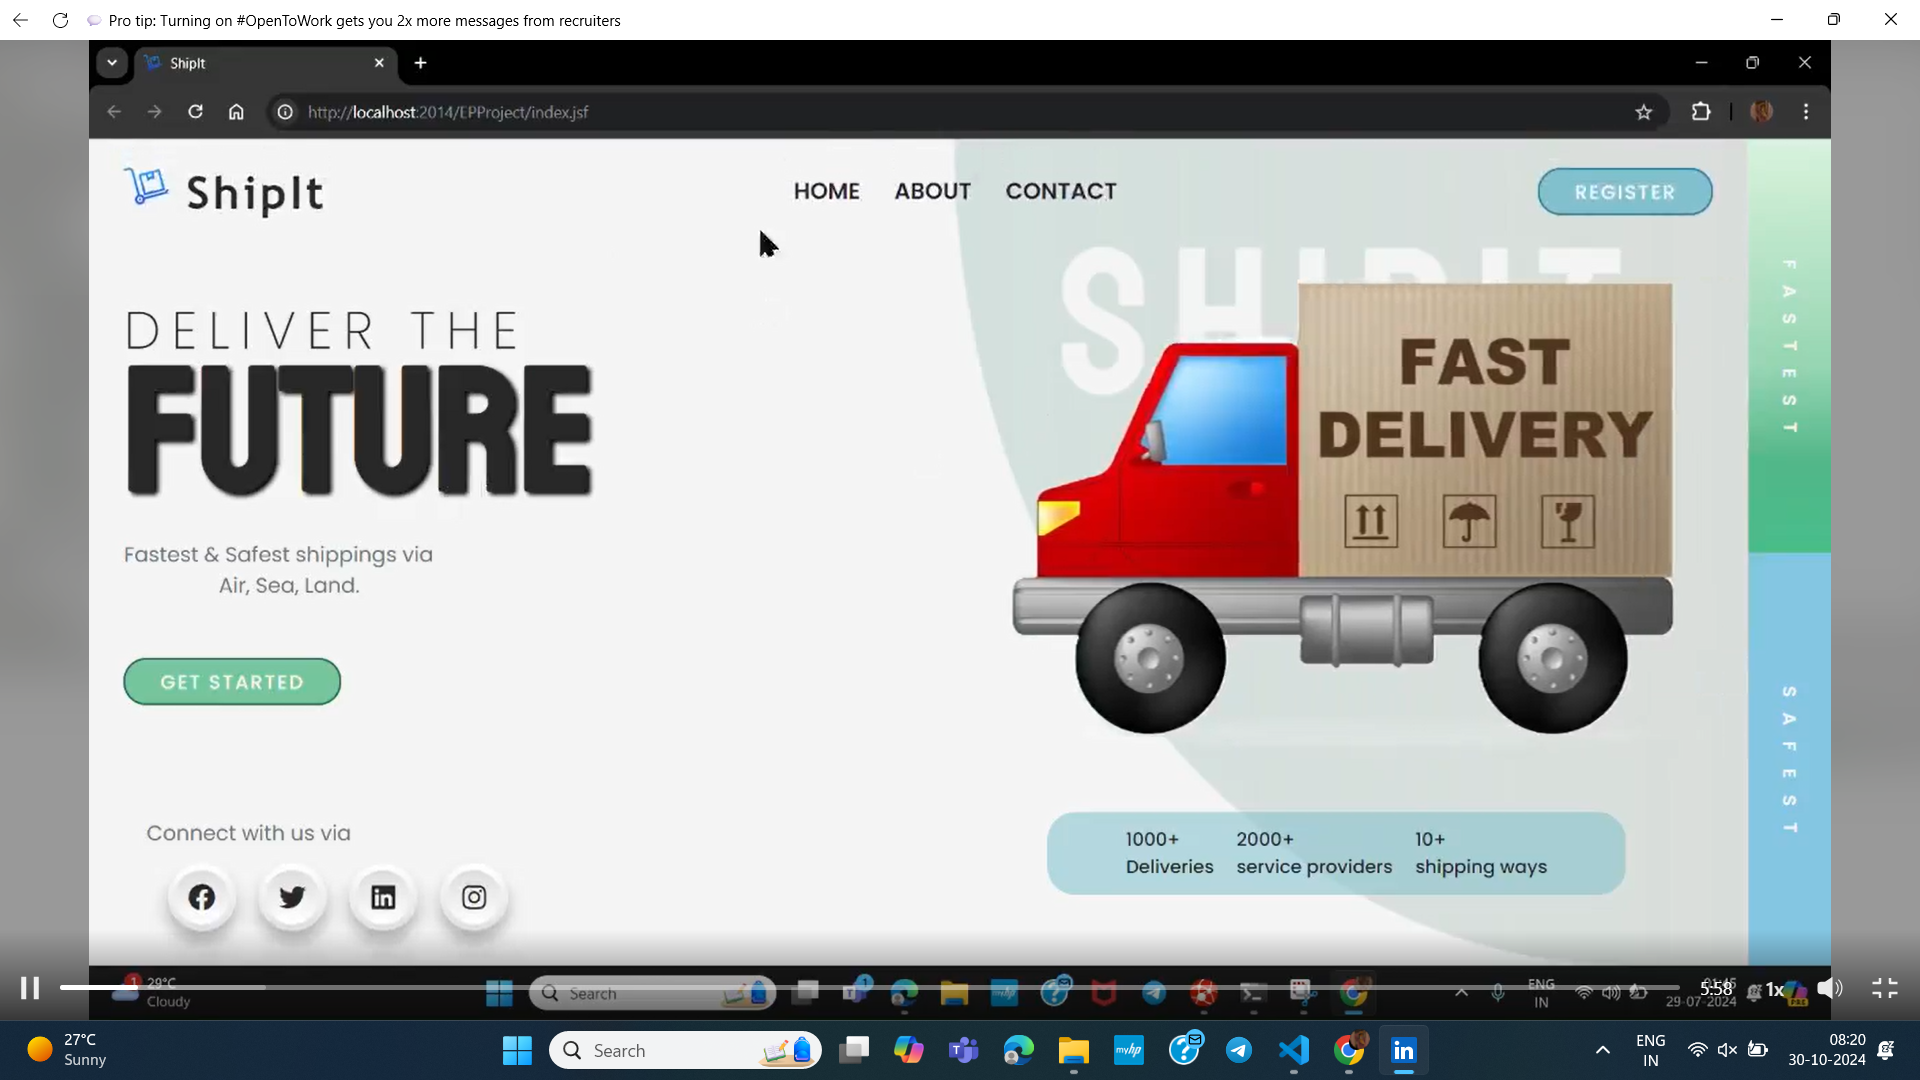 Pro tip: Turning on #OpenToWork gets you 2x more messages from recruiters
ShipIt
http://localhost:2014/EPProject/index.jsf
ShipIt
HOME
ABOUT
CONTACT
REGISTER
SHIPIT
DELIVER THE
FUTURE
Fastest & Safest shippings via
Air, Sea, Land.
GET STARTED
FAST
DELIVERY
FASTEST
SAFEST
Connect with us via
1000+
Deliveries
2000+
service providers
10+
shipping ways
1
29°C
Cloudy
Search
1
ENG
IN
29-07-2024
5:58
1x
27°C
Sunny
Search
myhp
ENG
IN
08:20
30-10-2024